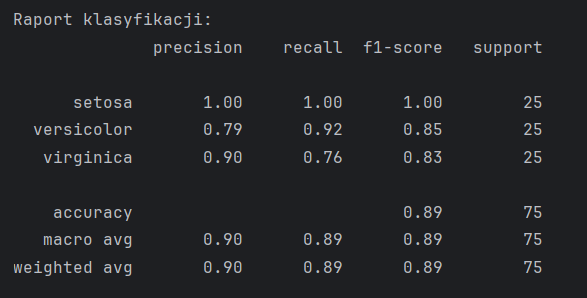 Raport klasyfikacji:
precision recall f1-score support
setosa 1.00 1.00 1.00 25
versicolor 0.79 0.92 0.85 25
virginica 0.90 0.76 0.83 25
accuracy 0.89 75
macro avg 0.90 0.89 0.89 75
weighted avg 0.90 0.89 0.89 75